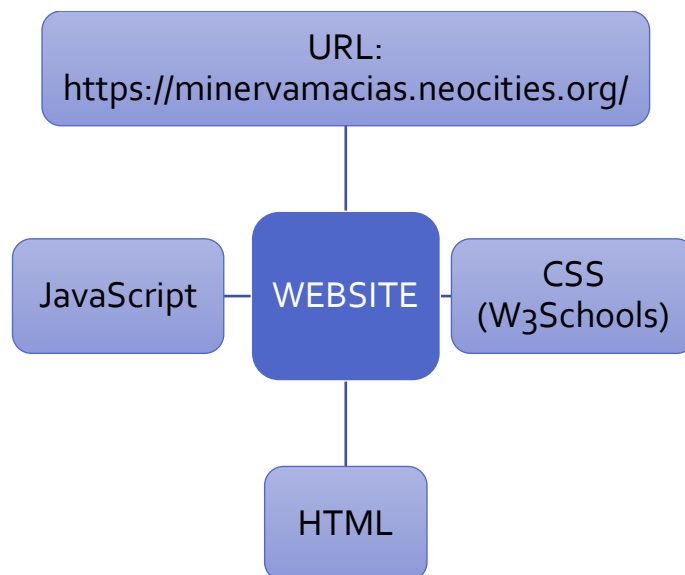 URL:
https://minervamacias.neocities.org/
JavaScript
WEBSITE
CSS
(W3Schools)
HTML